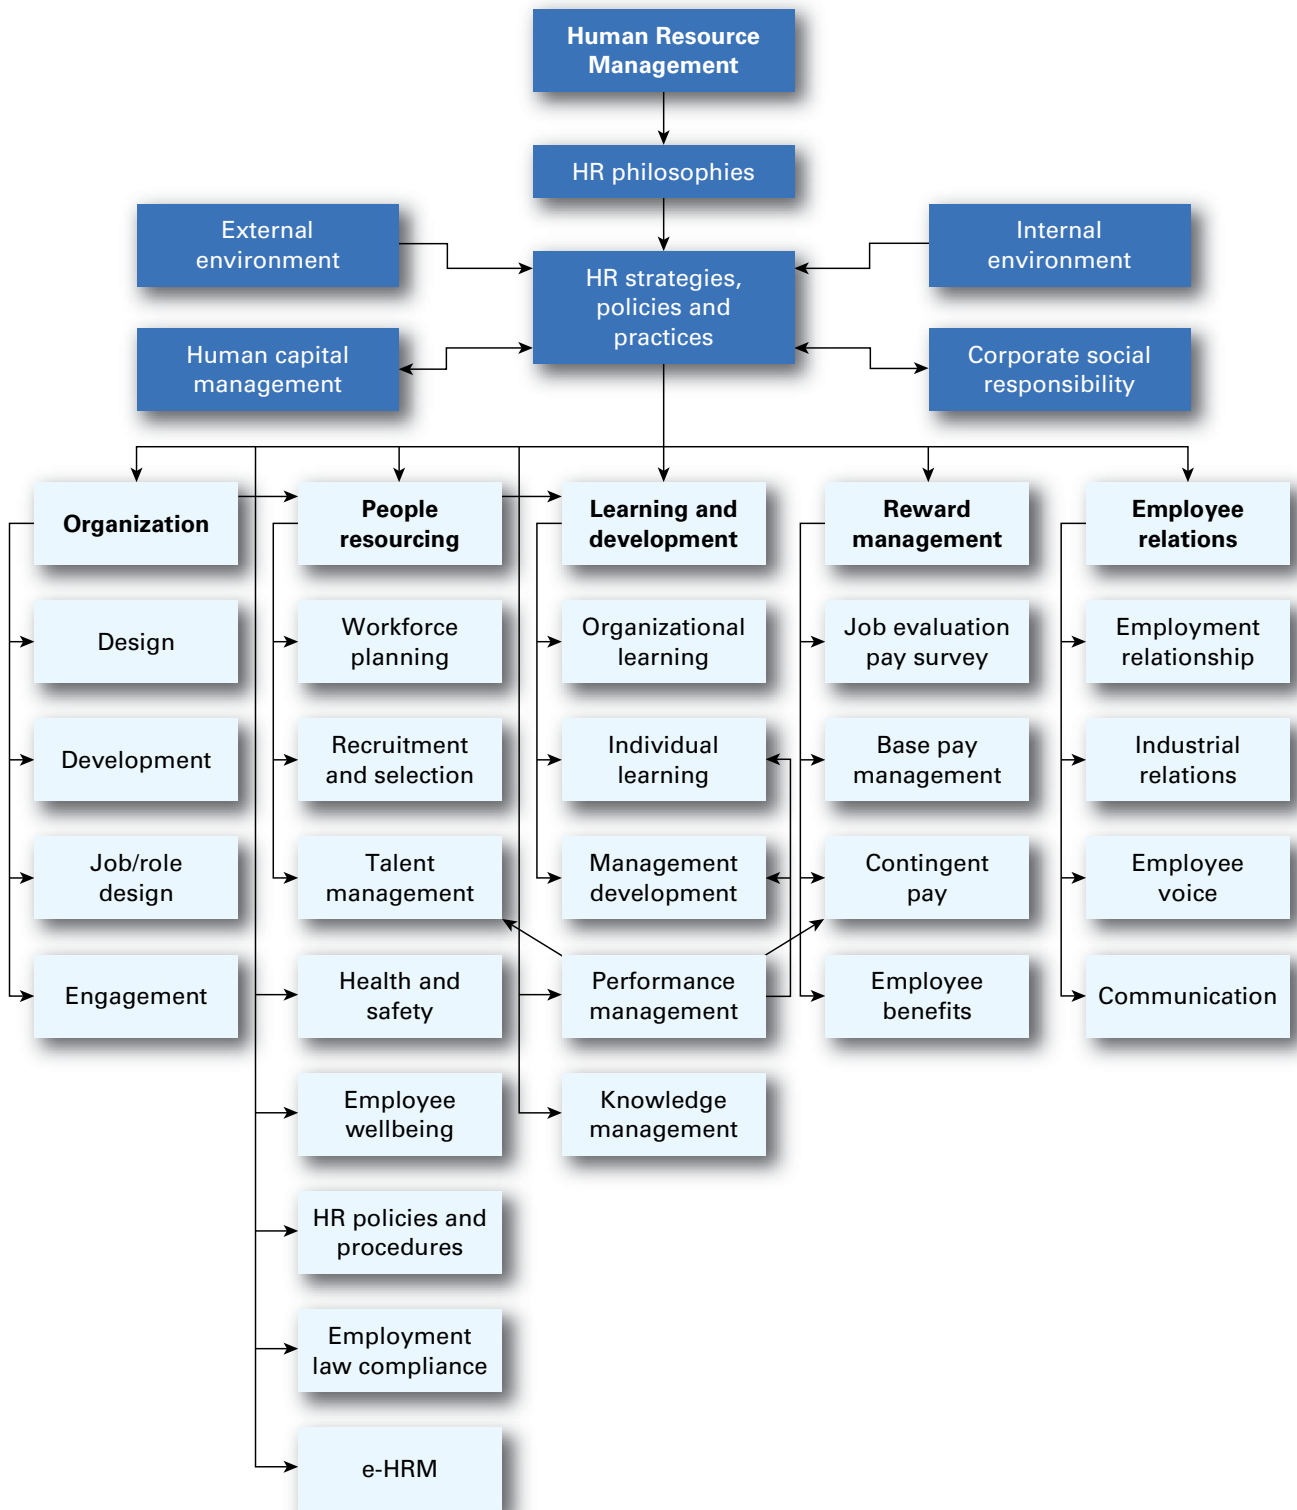 Human Resource
Management
HR philosophies
External
environment
Internal
environment
HR strategies,
policies and
practices
Human capital
management
Corporate social
responsibility
Organization
People
resourcing
Learning and
development
Reward
management
Employee
relations
Design
Workforce
planning
Organizational
learning
Job evaluation
pay survey
Employment
relationship
Development
Recruitment
and selection
Individual
learning
Base pay
management
Industrial
relations
Job/role
design
Talent
management
Management
development
Contingent
pay
Employee
voice
Engagement
Health and
safety
Performance
management
Employee
benefits
Communication
Employee
wellbeing
Knowledge
management
HR policies and
procedures
Employment
law compliance
e-HRM